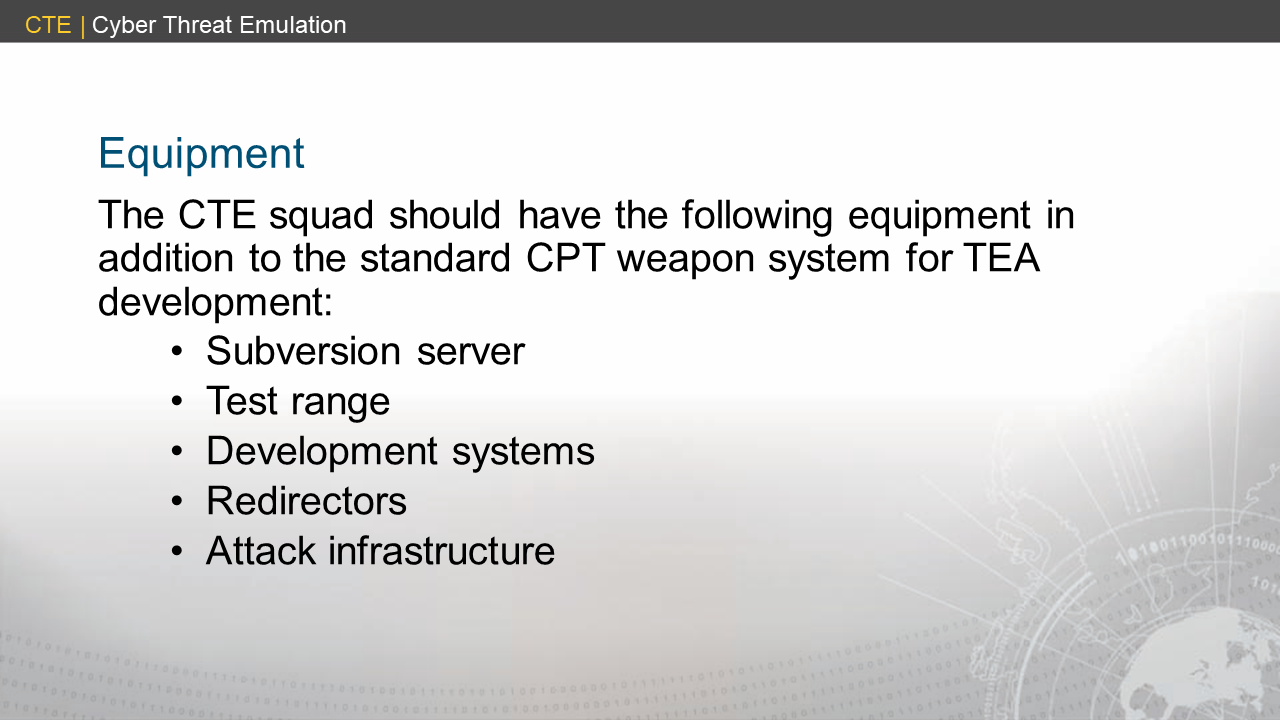 CTE | Cyber Threat Emulation
Equipment
The CTE squad should have the following equipment in
addition to the standard CPT weapon system for TEA
development:
• Subversion server
• Test range
• Development systems
• Redirectors
• Attack infrastructure